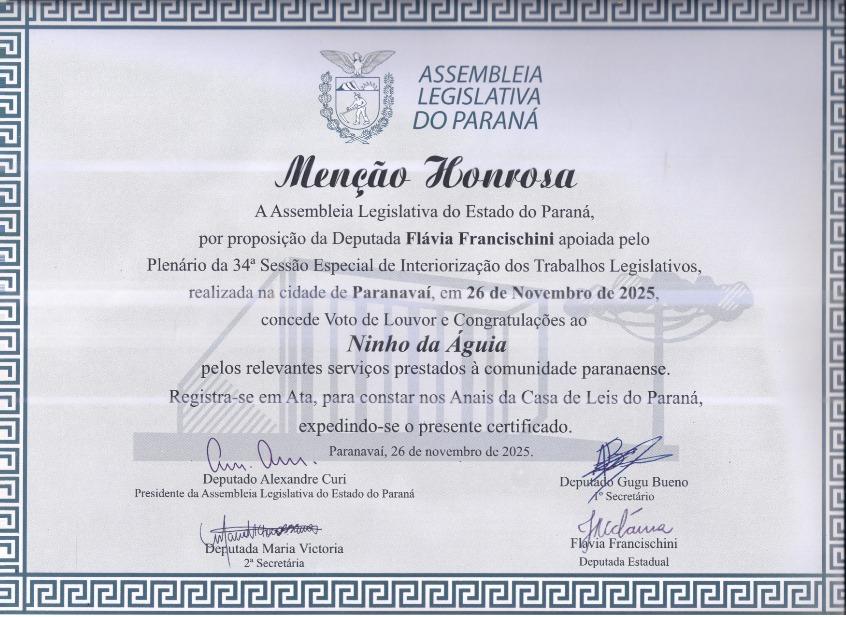 ASSEMBLEIA
LEGISLATIVA
DO PARANÁ
Menção Honrosa
A Assembleia Legislativa do Estado do Paraná,
por proposição da Deputada Flávia Francischini apoiada pelo
Plenário da 34ª Sessão Especial de Interiorização dos Trabalhos Legislativos,
realizada na cidade de Paranavaí, em 26 de Novembro de 2025,
concede Voto de Louvor e Congratulações ao
Ninho da Águia
pelos relevantes serviços prestados à comunidade paranaense.
Registra-se em Ata, para constar nos Anais da Casa de Leis do Paraná,
expedindo-se o presente certificado.
Paranavaí, 26 de novembro de 2025.
Deputado Alexandre Curi
Presidente da Assembleia Legislativa do Estado do Paraná
Deputado Gugu Bueno
1º Secretário
Deputada Maria Victoria
2ª Secretária
Flávia Francischini
Deputada Estadual